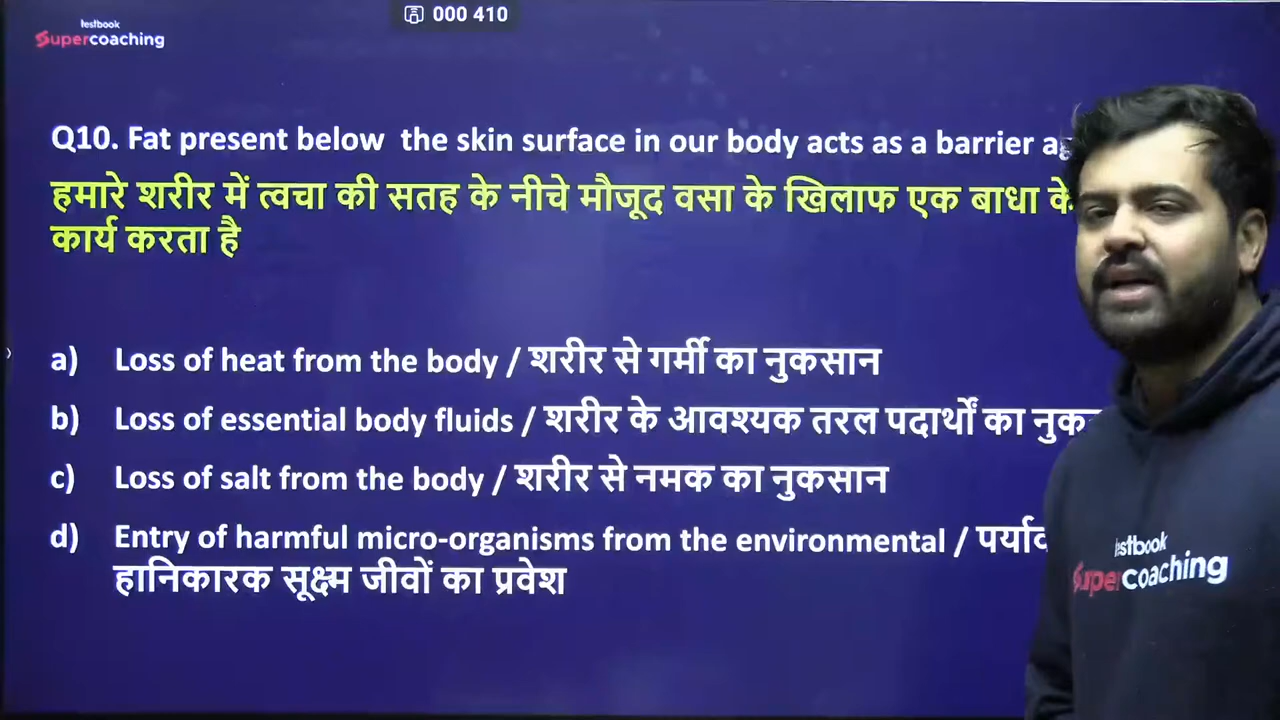 testbook
Supercoaching
000 410
Q10. Fat present below the skin surface in our body acts as a barrier
हमारे शरीर में त्वचा की सतह के नीचे मौजूद वसा के खिलाफ एक बाधा के
कार्य करता है
a) Loss of heat from the body / शरीर से गर्मी का नुकसान
b) Loss of essential body fluids / शरीर के आवश्यक तरल पदार्थों का
c) Loss of salt from the body / शरीर से नमक का नुकसान
d) Entry of harmful micro-organisms from the environmental /
हानिकारक सूक्ष्म जीवों का प्रवेश
testbook
Supercoaching